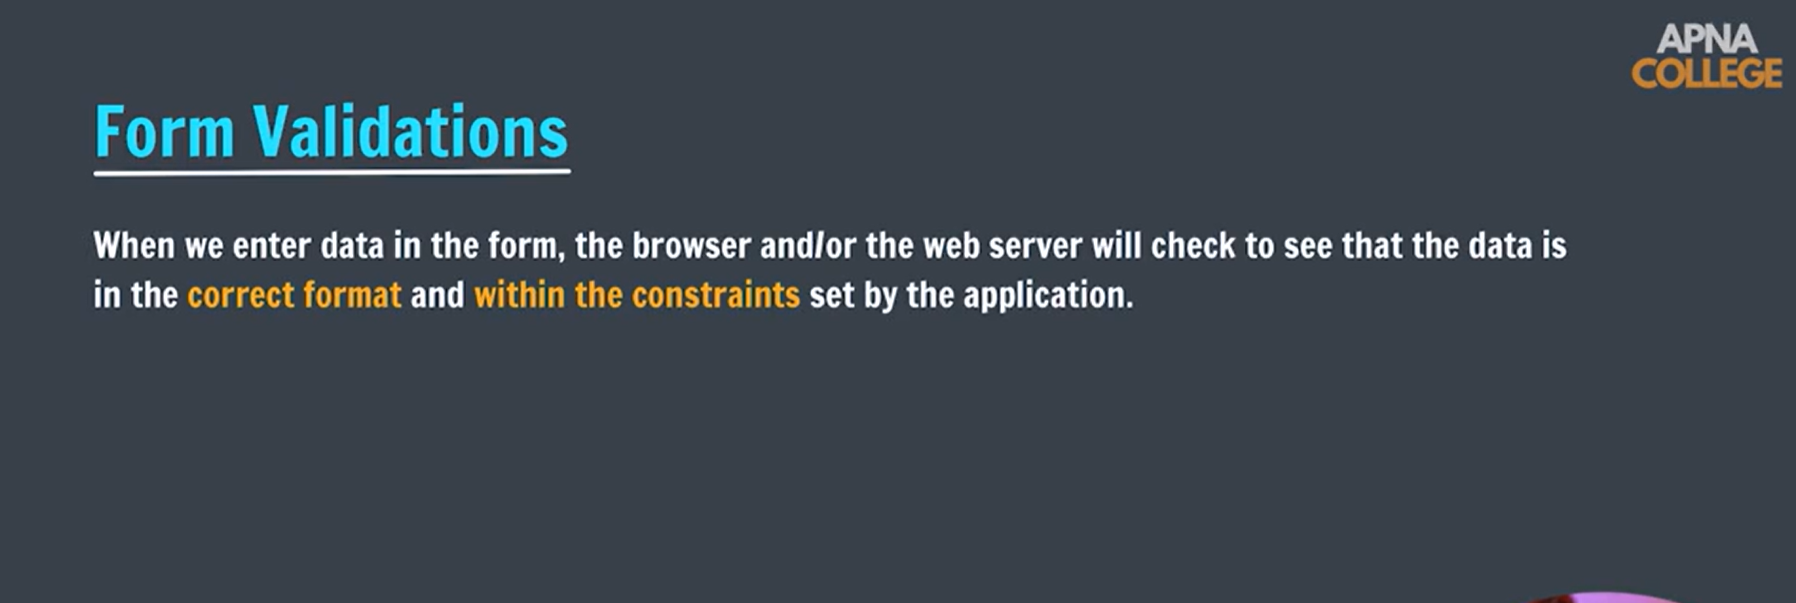 APNA
COLLEGE
Form Validations
When we enter data in the form, the browser and/or the web server will check to see that the data is
in the correct format and within the constraints set by the application.